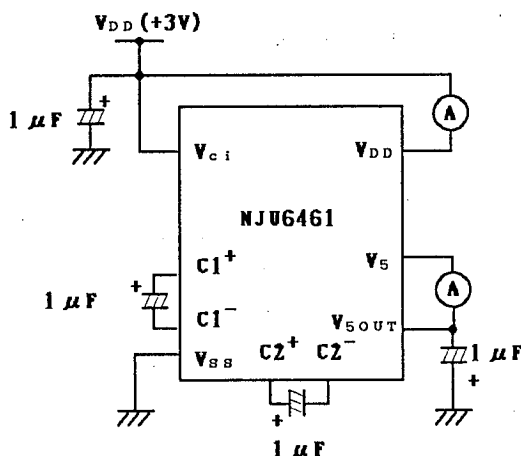 VDD (+3V)
+
1 μF
A
Vci
VDD
NJU6461
C1+
V5
+
1 μF
A
C1-
V5OUT
VSS
C2+ C2-
1 μF
+
+
1 μF